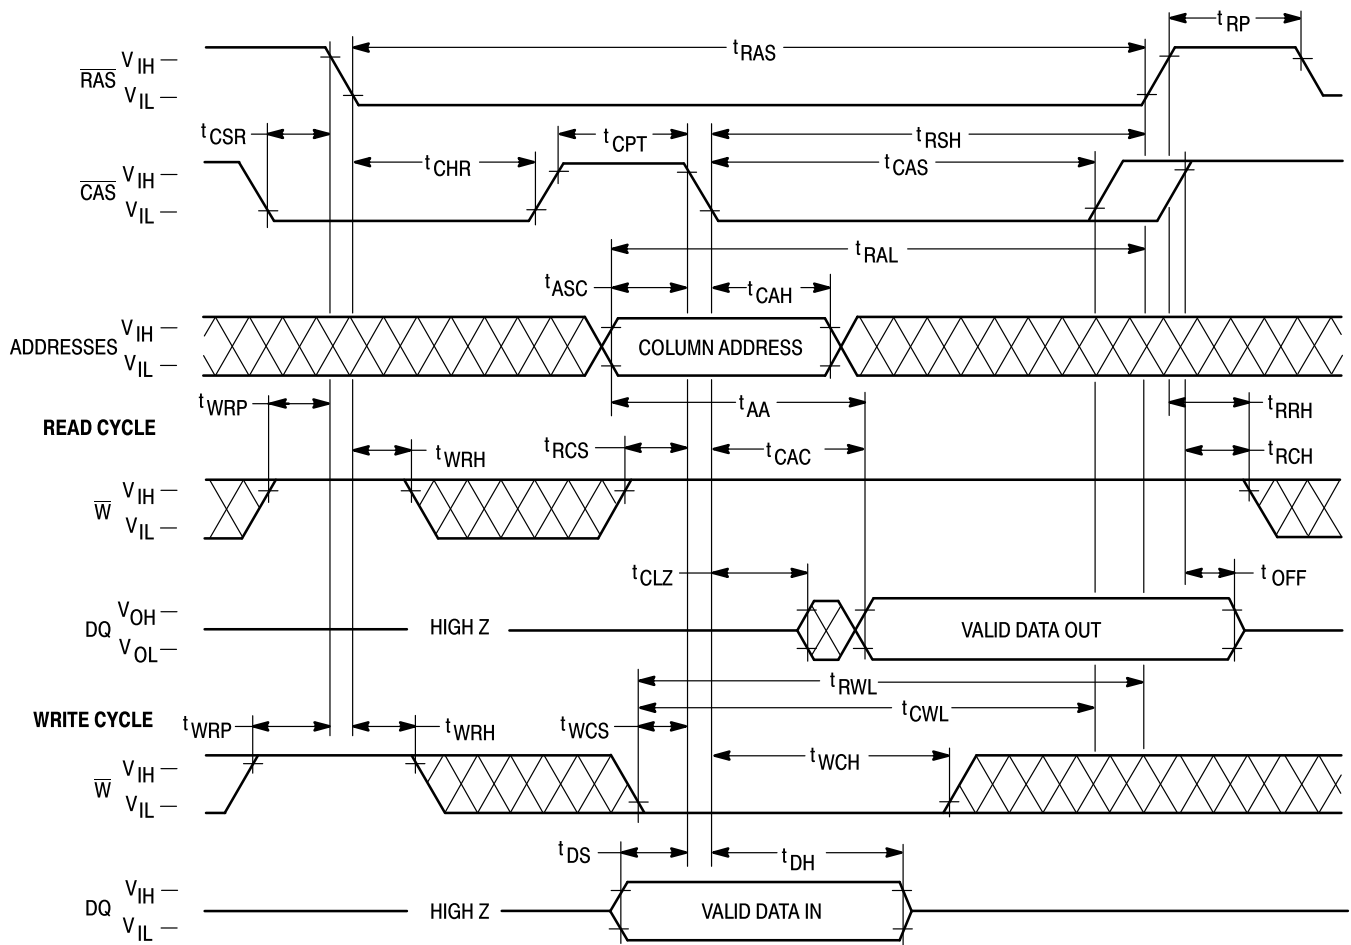 tRP
tRAS
RAS VIH
VIL
tCSR tCPT tRSH
tCHR tCAS
CAS VIH
VIL
tRAL
tASC tCAH
ADDRESSES VIH
VIL
COLUMN ADDRESS
tWRP tAA tRRH
READ CYCLE
tWRH tRCS tCAC tRCH
W VIH
VIL
tCLZ tOFF
DQ VOH
VOL
HIGH Z VALID DATA OUT
tRWL
tCWL
WRITE CYCLE tWRP tWRH tWCS
tWCH
W VIH
VIL
tDS tDH
DQ VIH
VIL
HIGH Z VALID DATA IN